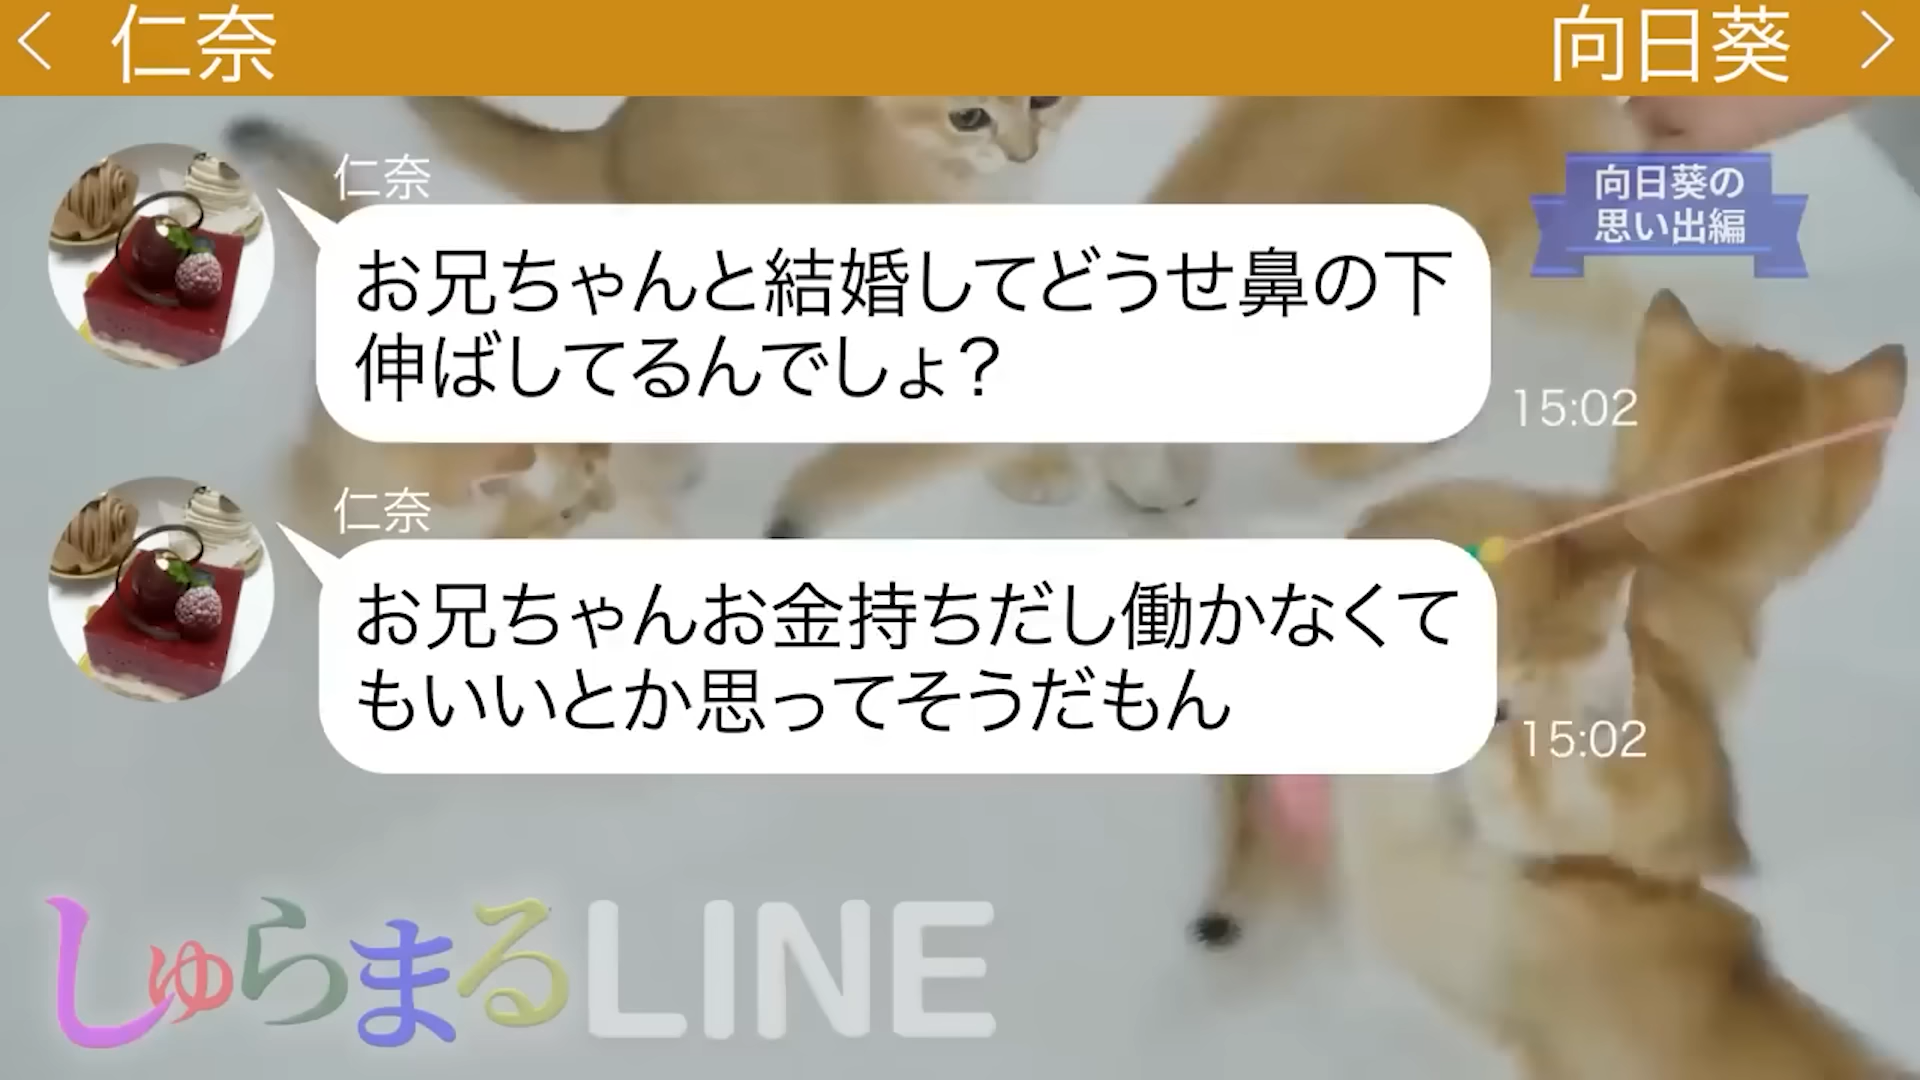 仁奈
向日葵
仁奈
向日葵の
思い出編
お兄ちゃんと結婚してどうせ鼻の下
伸ばしてるんでしょ？
15:02
仁奈
お兄ちゃんお金持ちだし働かなくて
もいいとか思ってそうだもん
15:02
しゅらまるLINE